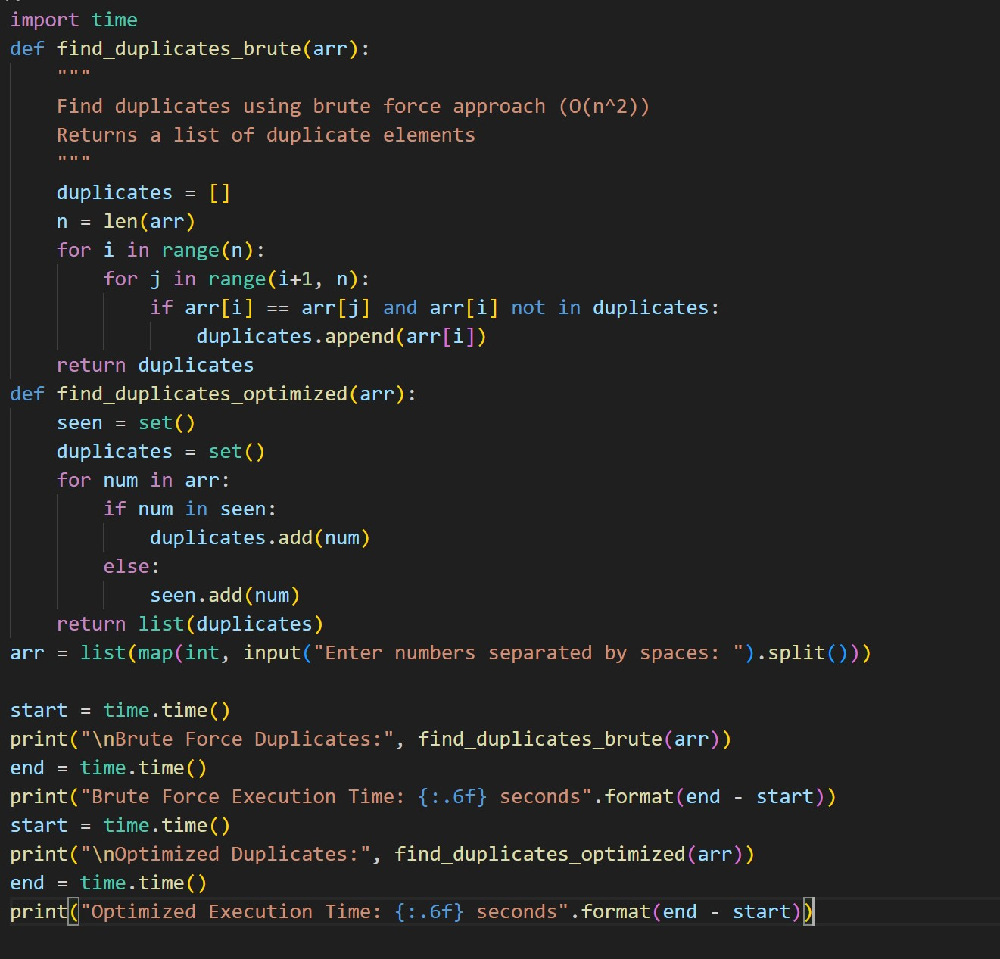 import time
def find_duplicates_brute(arr):
    """
    Find duplicates using brute force approach (O(n^2))
    Returns a list of duplicate elements
    """
    duplicates = []
    n = len(arr)
    for i in range(n):
        for j in range(i+1, n):
            if arr[i] == arr[j] and arr[i] not in duplicates:
                duplicates.append(arr[i])
    return duplicates
def find_duplicates_optimized(arr):
    seen = set()
    duplicates = set()
    for num in arr:
        if num in seen:
            duplicates.add(num)
        else:
            seen.add(num)
    return list(duplicates)
arr = list(map(int, input("Enter numbers separated by spaces: ").split()))

start = time.time()
print("\nBrute Force Duplicates:", find_duplicates_brute(arr))
end = time.time()
print("Brute Force Execution Time: {:.6f} seconds".format(end - start))
start = time.time()
print("\nOptimized Duplicates:", find_duplicates_optimized(arr))
end = time.time()
print("Optimized Execution Time: {:.6f} seconds".format(end - start))